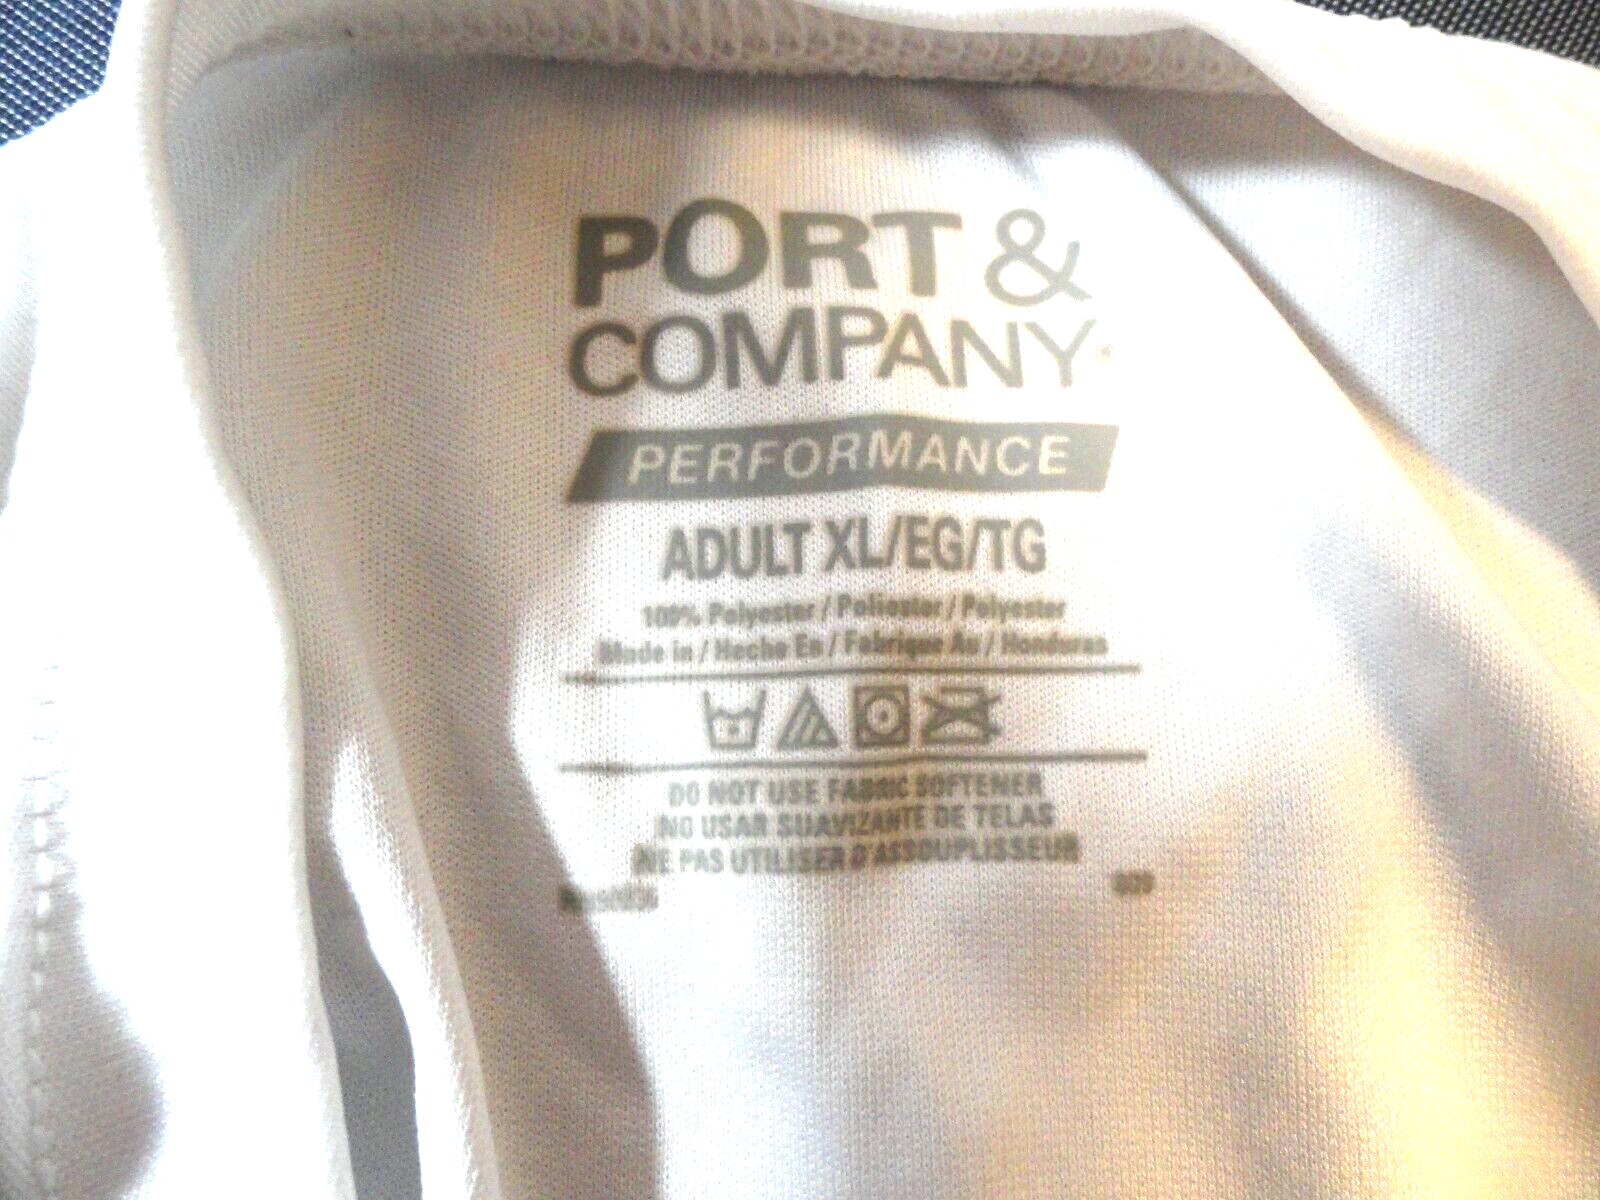 PORT &
COMPANY®
PERFORMANCE
ADULT XL/EG/TG
100% Polyester / Poliester / Polyester
Made in / Hecho En / Fabrique Au / Honduras
DO NOT USE FABRIC SOFTENER
NO USAR SUAVIZANTE DE TELAS
NE PAS UTILISER D'ASSOUPLISSEUR